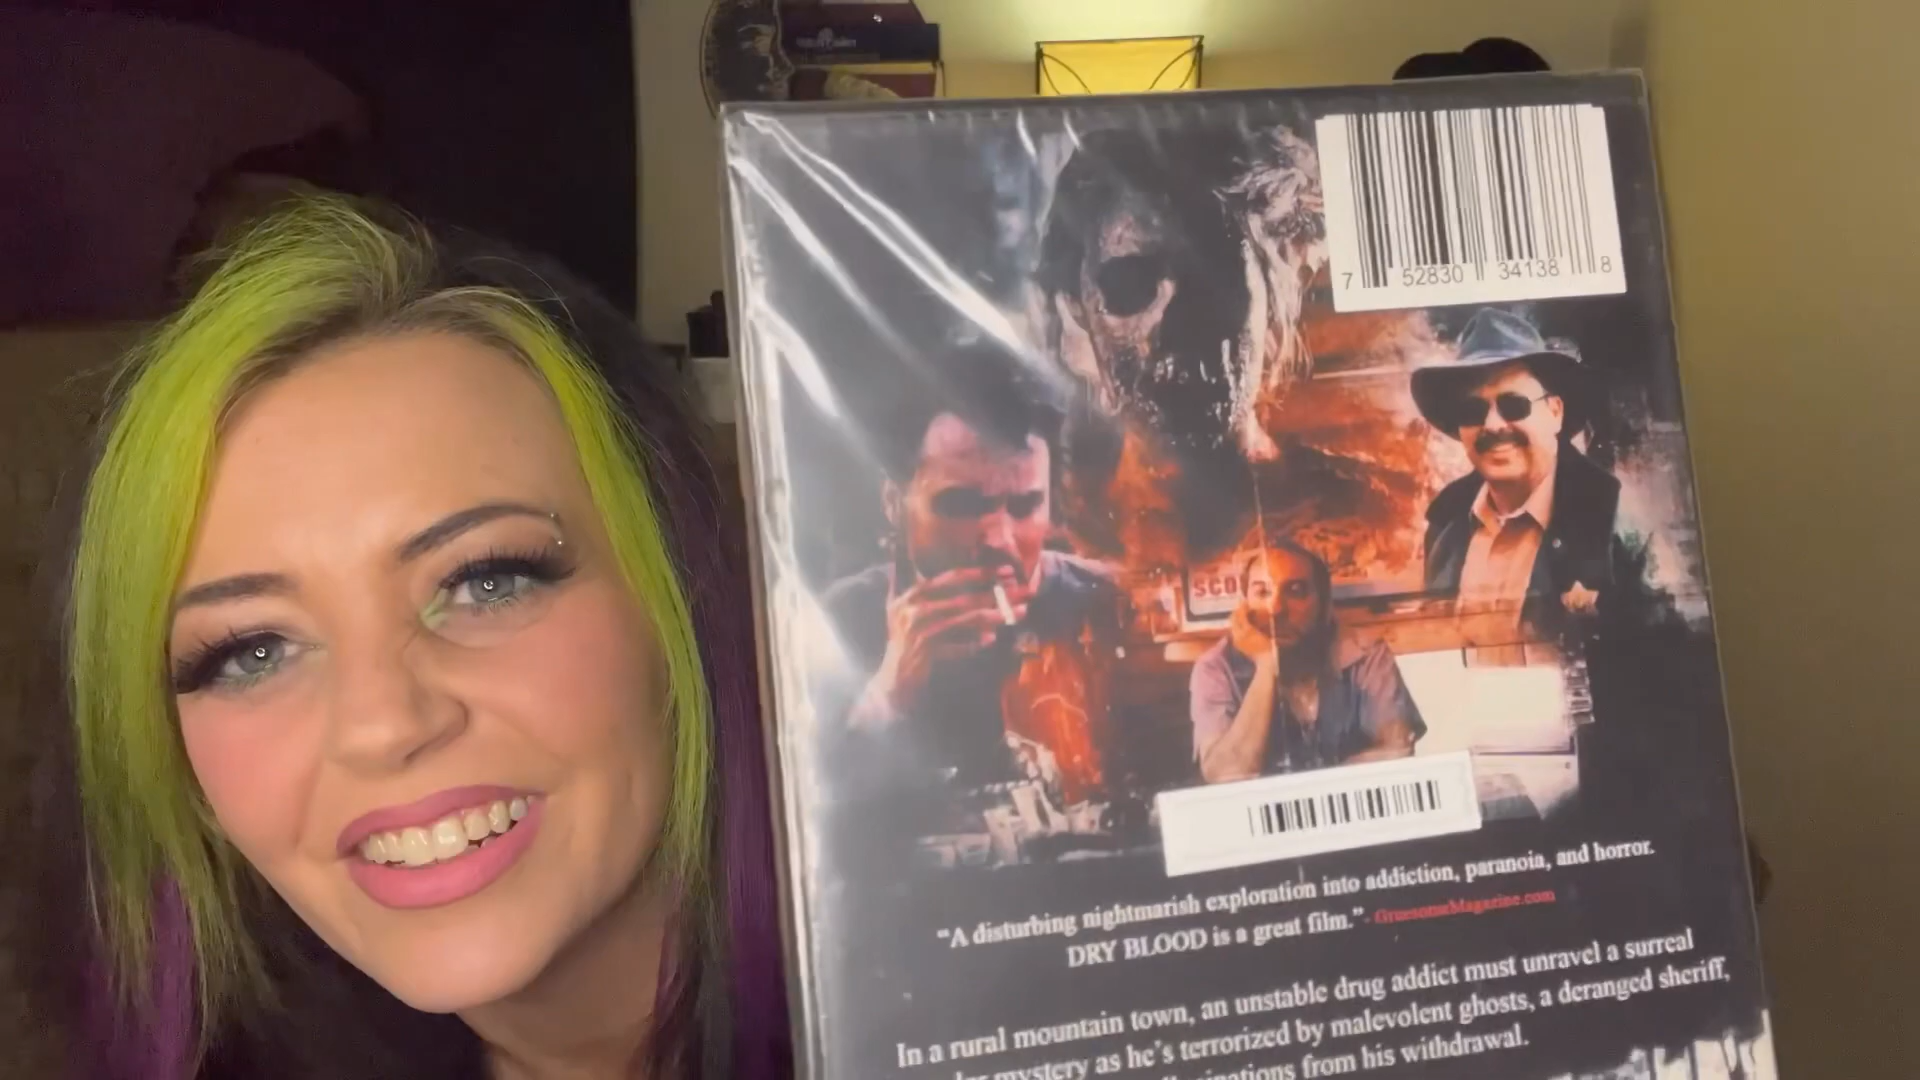 7 52830 34138 8
SCO
“A disturbing nightmarish exploration into addiction, paranoia, and horror.
DRY BLOOD is a great film.” - GruesomeMagazine.com
In a rural mountain town, an unstable drug addict must unravel a surreal
mystery as he’s terrorized by malevolent ghosts, a deranged sheriff,
from his withdrawal.